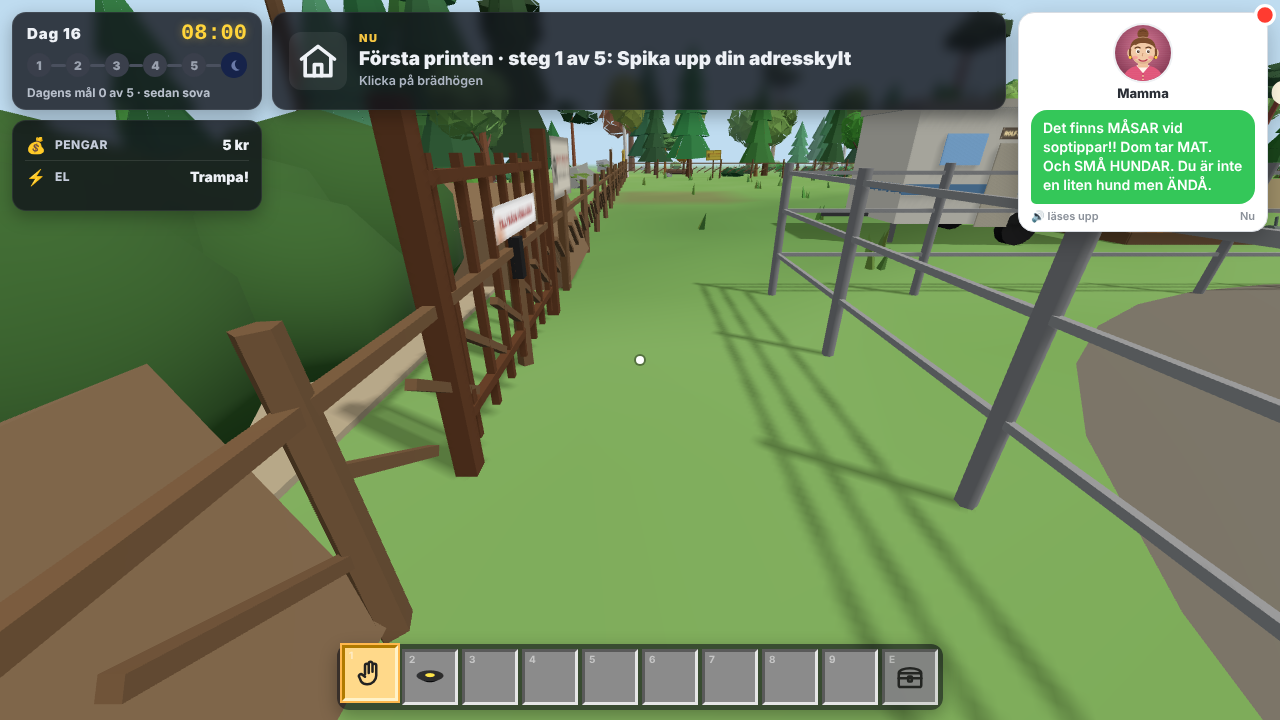 Dag 16
08:00
1 2 3 4 5
Dagens mål 0 av 5 · sedan sova
PENGAR
5 kr
EL
Trampa!
NU
Första printen · steg 1 av 5: Spika upp din adresskylt
Klicka på brädhögen
Mamma
Det finns MÅSAR vid
soptippar!! Dom tar MAT.
Och SMÅ HUNDAR. Du är inte
en liten hund men ÄNDÅ.
läses upp
Nu
1 2 3 4 5 6 7 8 9 E